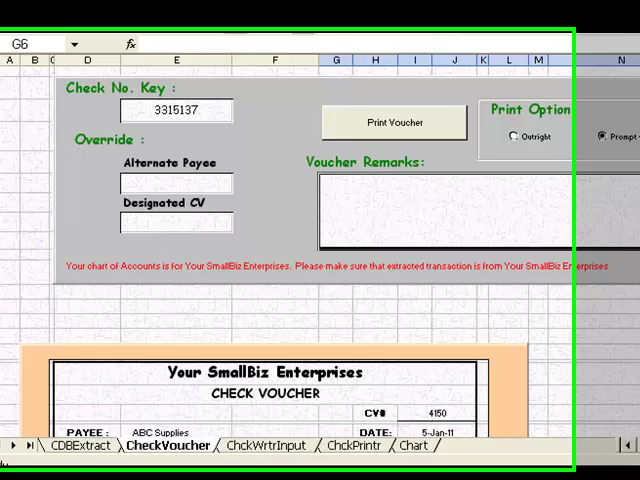 G6 fx
A B C D E F G H I J K L M N
Check No. Key :
3315137
Print Voucher
Print Option
Outright Prompt
Override :
Alternate Payee
Voucher Remarks:
Designated CV
Your chart of Accounts is for Your SmallBiz Enterprises. Please make sure that extracted transaction is from Your SmallBiz Enterprises
Your SmallBiz Enterprises
CHECK VOUCHER
CV# 4150
PAYEE : ABC Supplies DATE: 5-Jan-11
CDBExtract CheckVoucher ChckWrtrInput ChckPrintr Chart